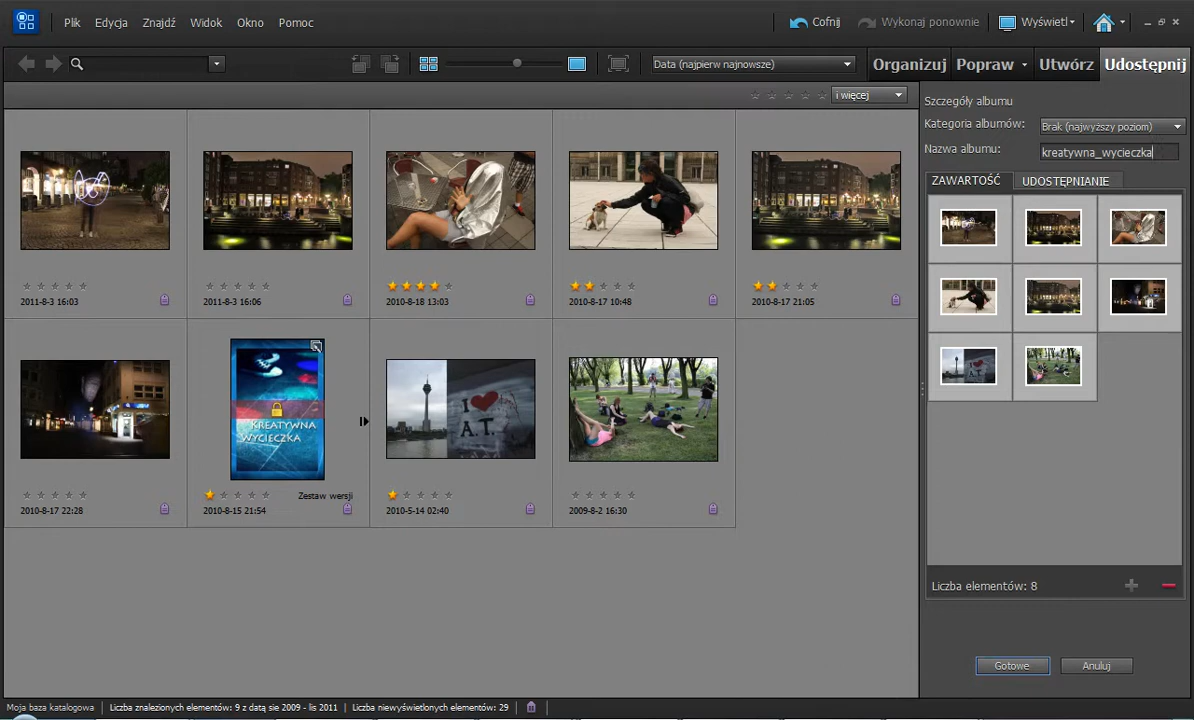 Plik Edycja Znajdź Widok Okno Pomoc Cofnij Wykonaj ponownie Wyświetl
Data (najpierw najnowsze) Organizuj Popraw Utwórz Udostępnij
i więcej
Szczegóły albumu
Kategoria albumów: Brak (najwyższy poziom)
Nazwa albumu: kreatywna_wycieczka
ZAWARTOŚĆ UDOSTĘPNIANIE
2011-8-3 16:03 2011-8-3 16:06 2010-8-18 13:03 2010-8-17 10:48 2010-8-17 21:05
KREATYWNA
WYCIECZKA
I ❤
A.T.
Zestaw wersji
2010-8-17 22:28 2010-8-15 21:54 2010-5-14 02:40 2009-8-2 16:30
Liczba elementów: 8
Gotowe Anuluj
Moja baza katalogowa Liczba znalezionych elementów: 9 z datą sie 2009 - lis 2011 Liczba niewyświetlonych elementów: 29